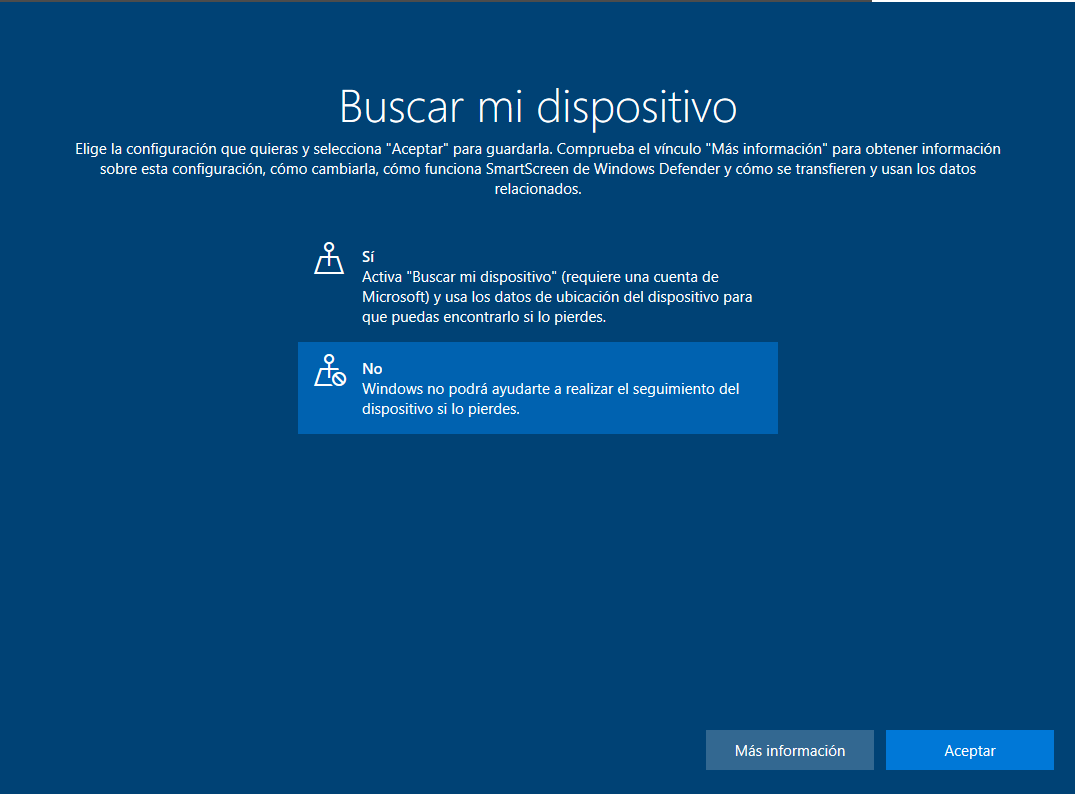 Buscar mi dispositivo
Elige la configuración que quieras y selecciona "Aceptar" para guardarla. Comprueba el vínculo "Más información" para obtener información
sobre esta configuración, cómo cambiarla, cómo funciona SmartScreen de Windows Defender y cómo se transfieren y usan los datos
relacionados.
Sí
Activa "Buscar mi dispositivo" (requiere una cuenta de
Microsoft) y usa los datos de ubicación del dispositivo para
que puedas encontrarlo si lo pierdes.
No
Windows no podrá ayudarte a realizar el seguimiento del
dispositivo si lo pierdes.
Más información
Aceptar